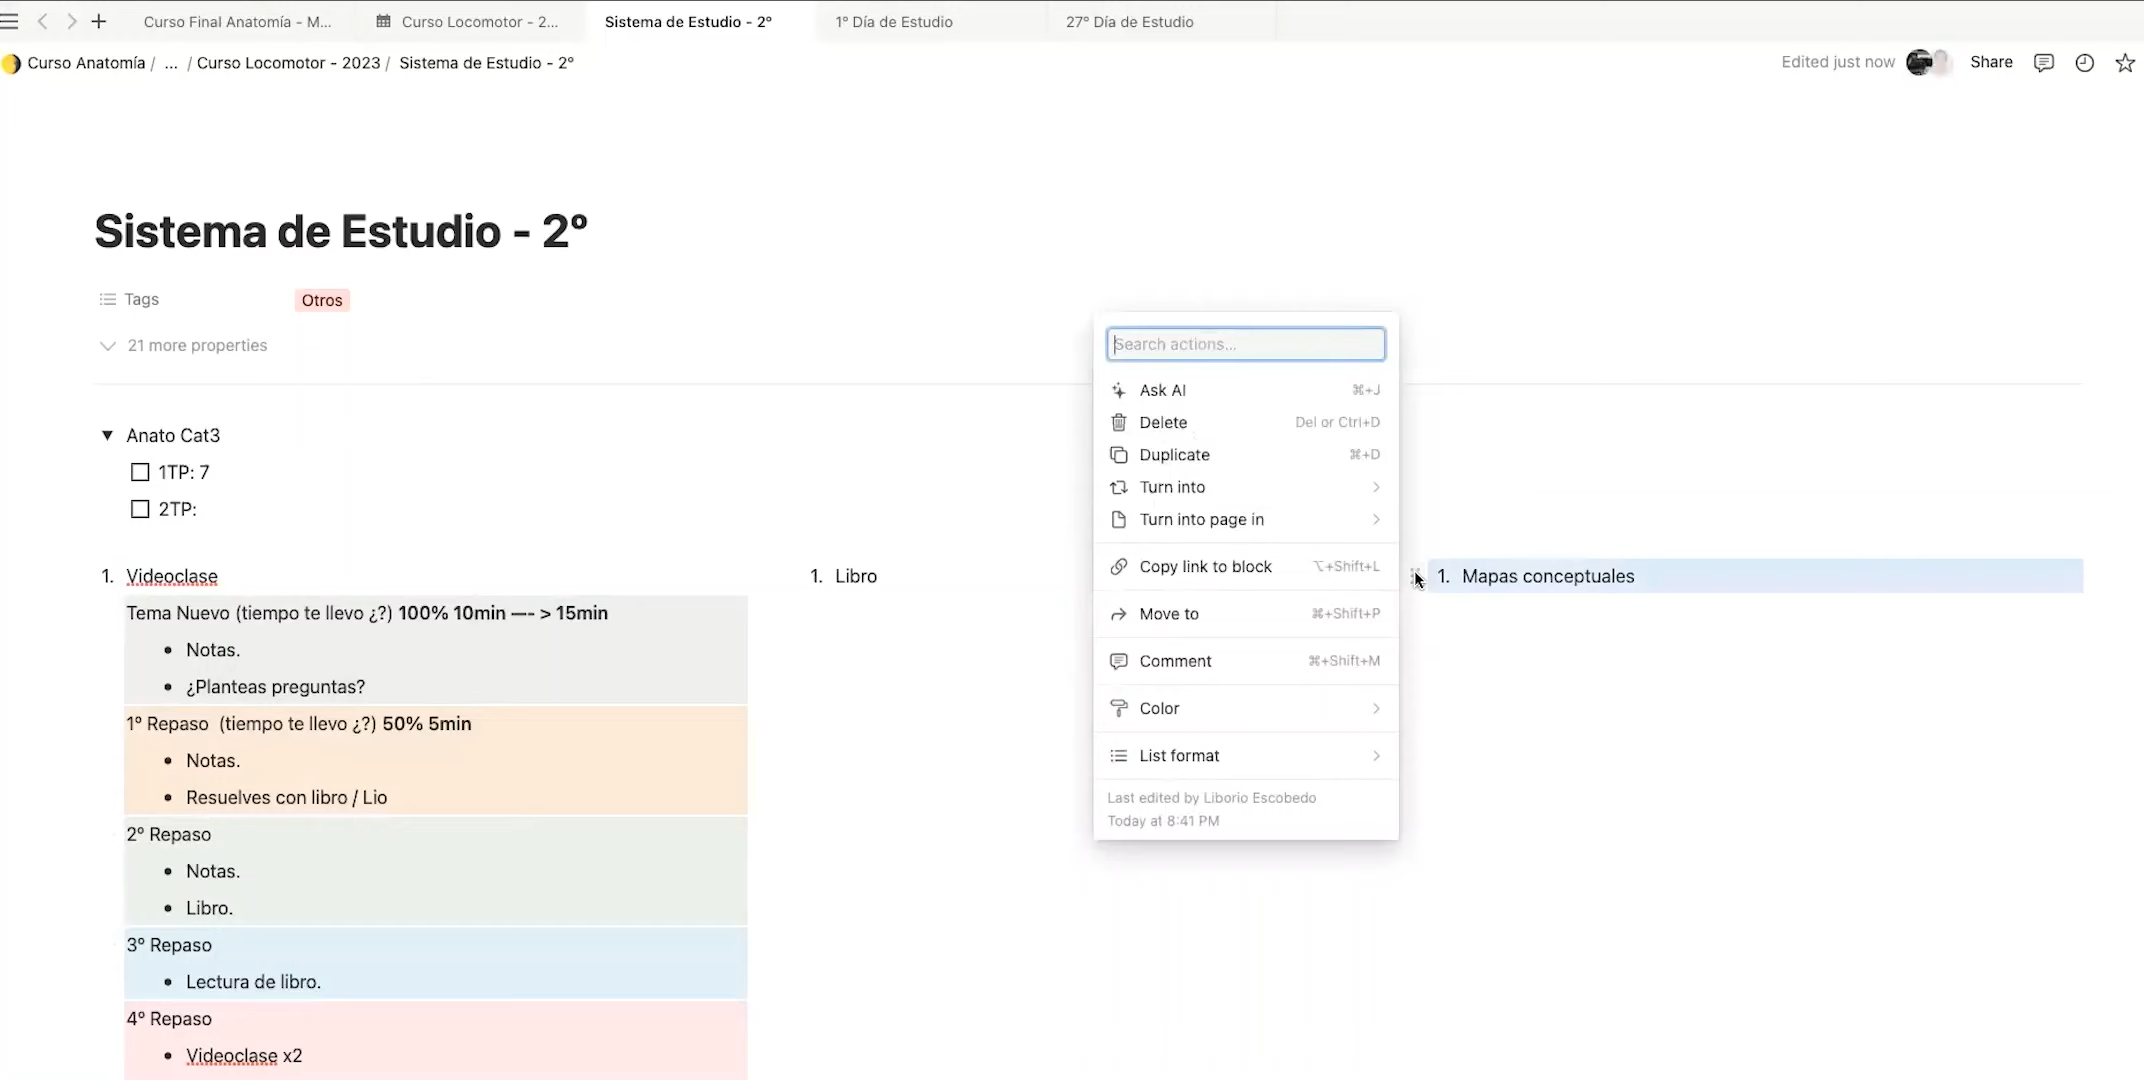 Curso Final Anatomía - M...
Curso Locomotor - 2...
Sistema de Estudio - 2°
1° Día de Estudio
27° Día de Estudio
Curso Anatomía / ... / Curso Locomotor - 2023 / Sistema de Estudio - 2°
Edited just now
Share
Sistema de Estudio - 2°
Tags
Otros
21 more properties
Anato Cat3
1TP: 7
2TP:
1. Videoclase
Tema Nuevo (tiempo te llevo ¿?) 100% 10min —- > 15min
• Notas.
• ¿Planteas preguntas?
1° Repaso (tiempo te llevo ¿?) 50% 5min
• Notas.
• Resuelves con libro / Lio
2° Repaso
• Notas.
• Libro.
3° Repaso
• Lectura de libro.
4° Repaso
• Videoclase x2
1. Libro
1. Mapas conceptuales
Search actions...
Ask AI ⌘+J
Delete Del or Ctrl+D
Duplicate ⌘+D
Turn into
Turn into page in
Copy link to block ⌥+Shift+L
Move to ⌘+Shift+P
Comment ⌘+Shift+M
Color
List format
Last edited by Liborio Escobedo
Today at 8:41 PM